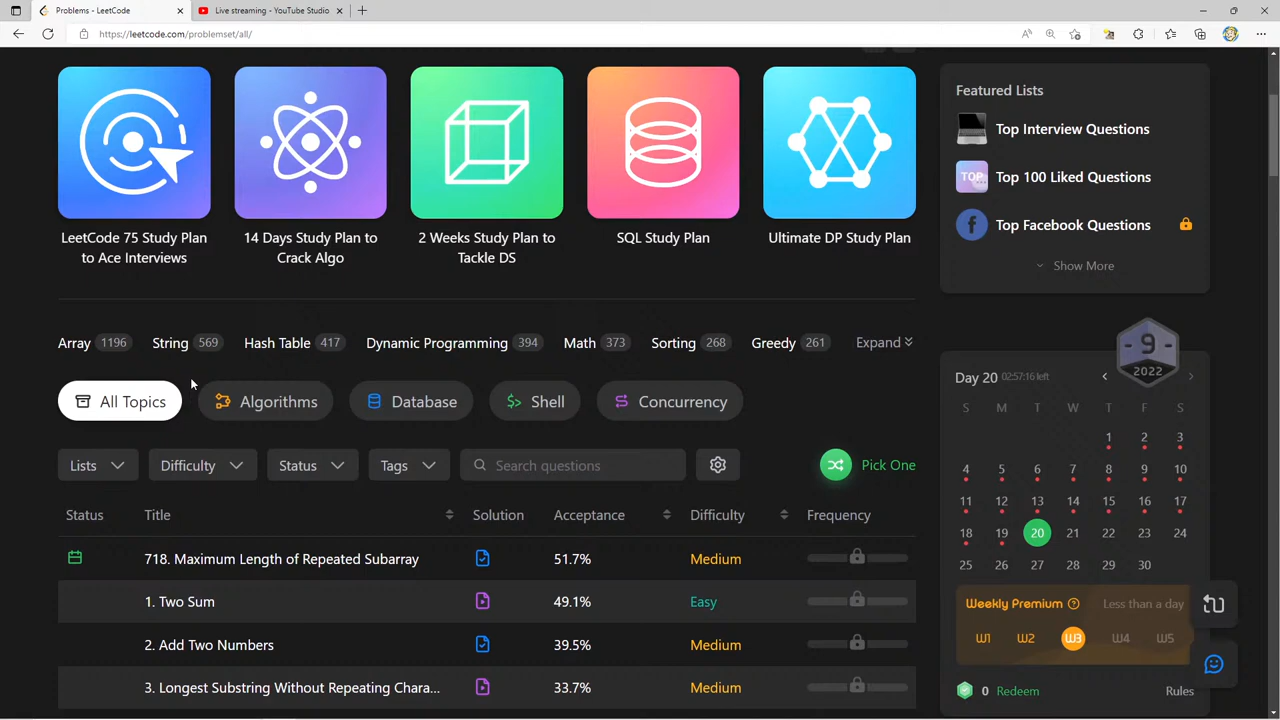 Problems - LeetCode
Live streaming - YouTube Studio
https://leetcode.com/problemset/all/
LeetCode 75 Study Plan
to Ace Interviews
14 Days Study Plan to
Crack Algo
2 Weeks Study Plan to
Tackle DS
SQL Study Plan
Ultimate DP Study Plan
Featured Lists
Top Interview Questions
TOP
Top 100 Liked Questions
Top Facebook Questions
Show More
Array 1196 String 569 Hash Table 417 Dynamic Programming 394 Math 373 Sorting 268 Greedy 261 Expand
All Topics Algorithms Database Shell Concurrency
Lists Difficulty Status Tags Search questions Pick One
Status Title Solution Acceptance Difficulty Frequency
718. Maximum Length of Repeated Subarray 51.7% Medium
1. Two Sum 49.1% Easy
2. Add Two Numbers 39.5% Medium
3. Longest Substring Without Repeating Chara... 33.7% Medium
- 9 -
2022
Day 20 02:57:16 left
S M T W T F S
1 2 3
4 5 6 7 8 9 10
11 12 13 14 15 16 17
18 19 20 21 22 23 24
25 26 27 28 29 30
Weekly Premium Less than a day
W1 W2 W3 W4 W5
0 Redeem Rules